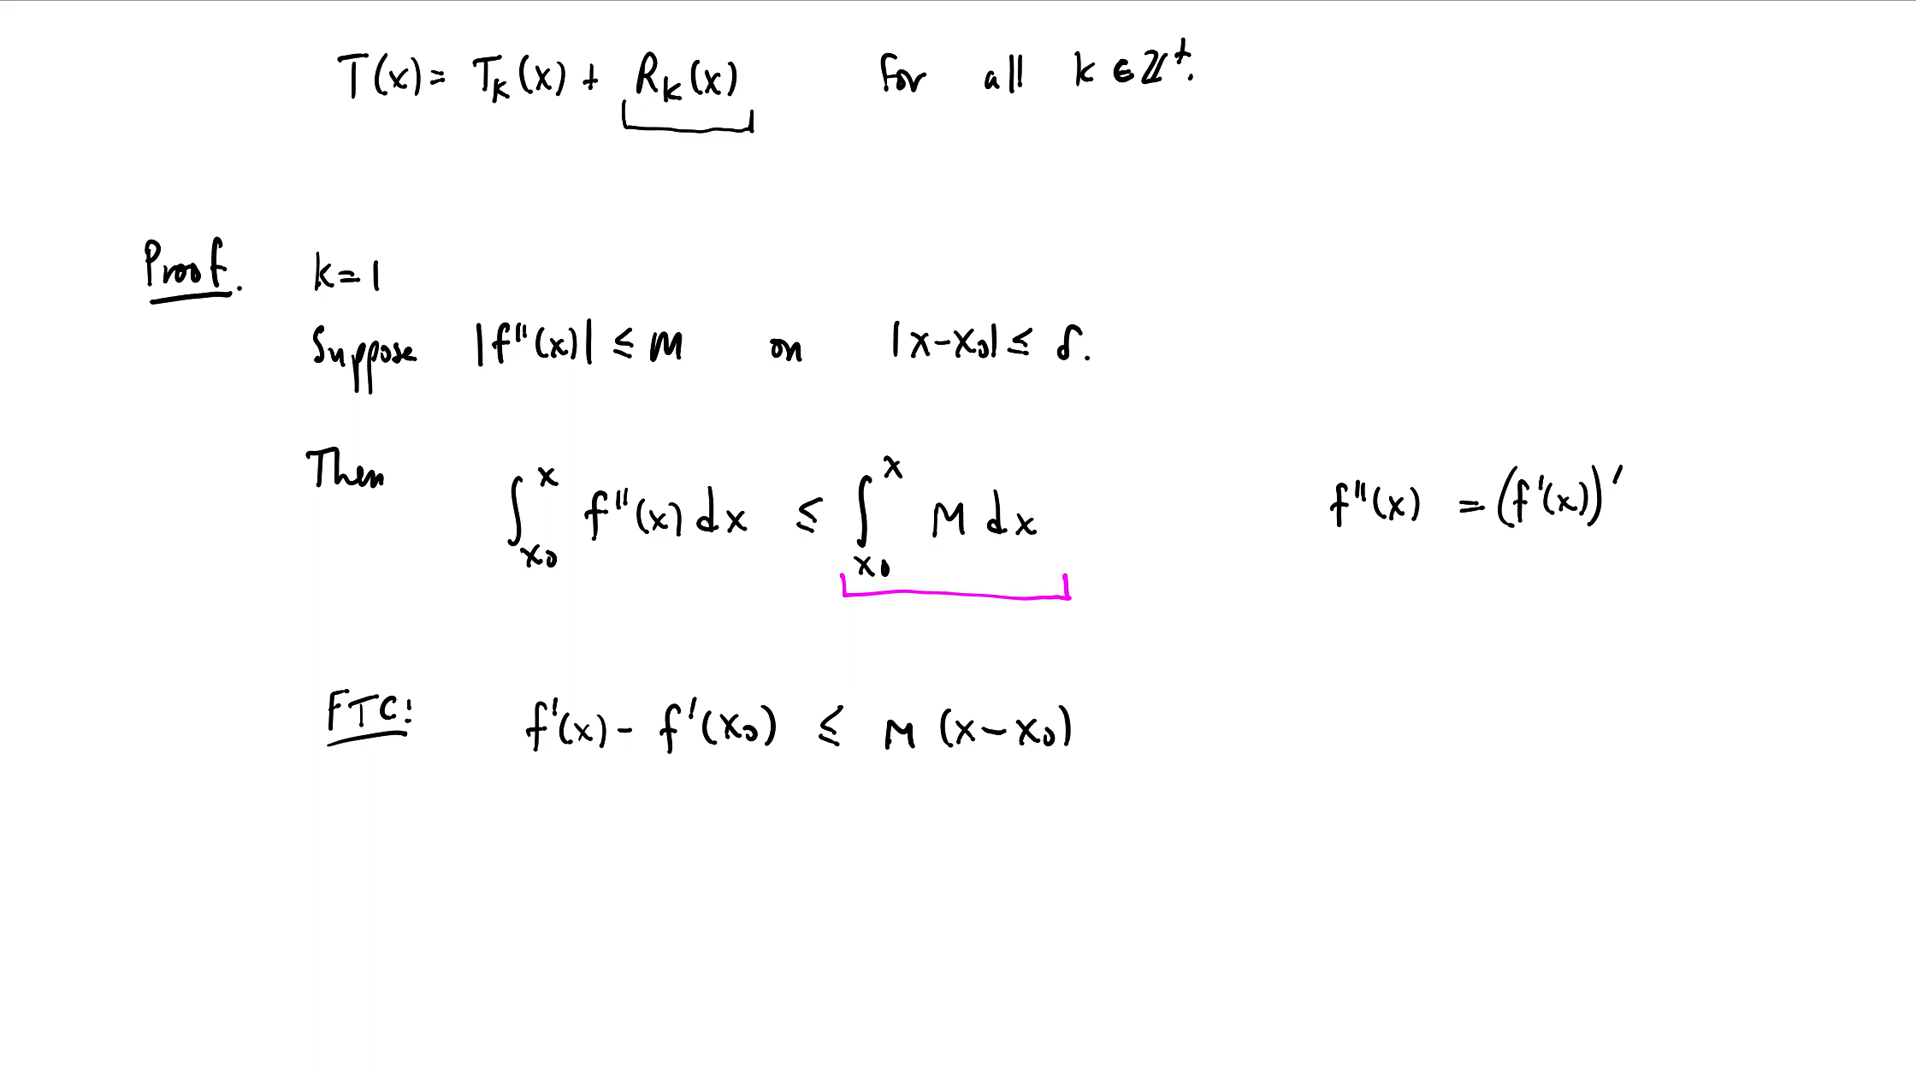 T(x) = T_k(x) + R_k(x) for all k ∈ ℤ⁺.
Proof. k=1
Suppose |f''(x)| ≤ M on |x-x₀| ≤ δ.
Then ∫_{x₀}^{x} f''(x) dx ≤ ∫_{x₀}^{x} M dx f''(x) = (f'(x))'
FTC: f'(x) - f'(x₀) ≤ M (x-x₀)